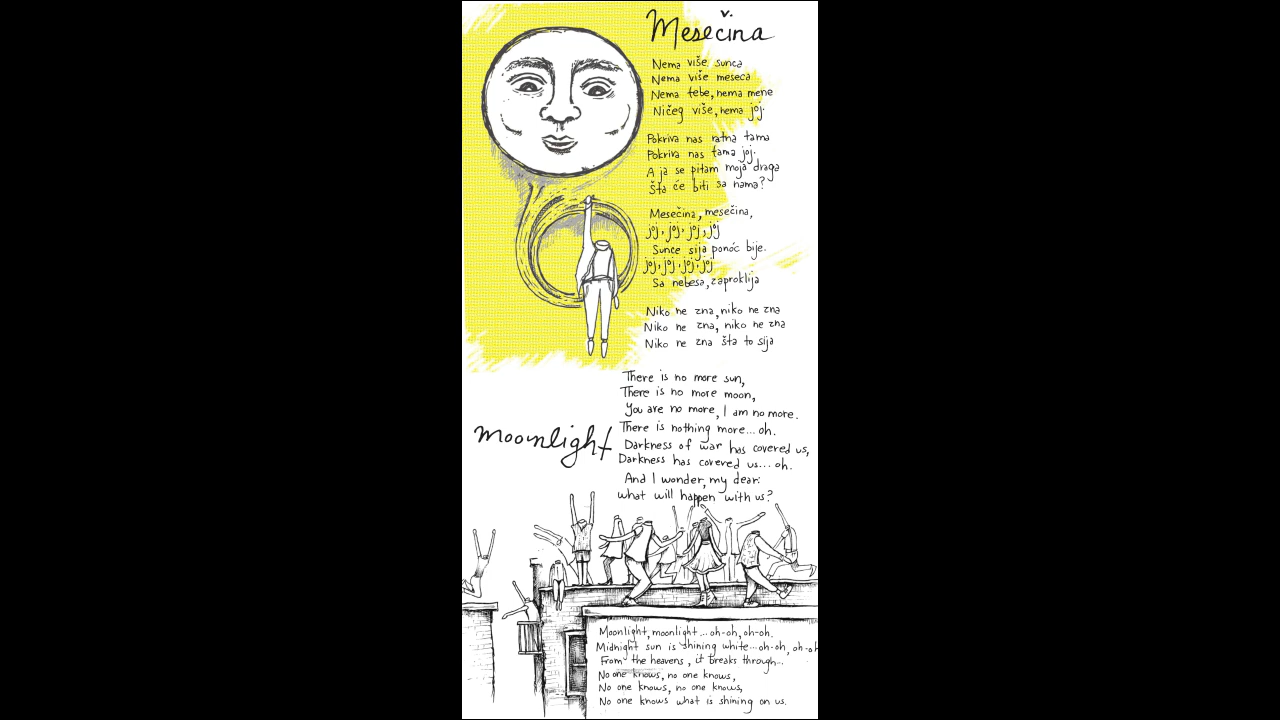 Mesečina
Nema više sunca
Nema više meseca
Nema tebe, nema mene
Ničeg više, nema joj.
Pokriva nas ratna tama
Pokriva nas tama joj.
A ja se pitam moja draga
Šta će biti sa nama?
Mesečina, mesečina,
joj, joj, joj, joj
Sunce sija ponoć bije.
joj, joj, joj, joj
Sa nebesa, zaproklija
Niko ne zna, niko ne zna
Niko ne zna, niko ne zna
Niko ne zna šta to sija
There is no more sun,
There is no more moon,
You are no more, I am no more.
There is nothing more... oh.
Moonlight
Darkness of war has covered us,
Darkness has covered us... oh.
And I wonder, my dear:
what will happen with us?
Moonlight, moonlight ... oh-oh, oh-oh.
Midnight sun is shining white...oh-oh, oh-oh
From the heavens, it breaks through...
No one knows, no one knows,
No one knows, no one knows,
No one knows what is shining on us.